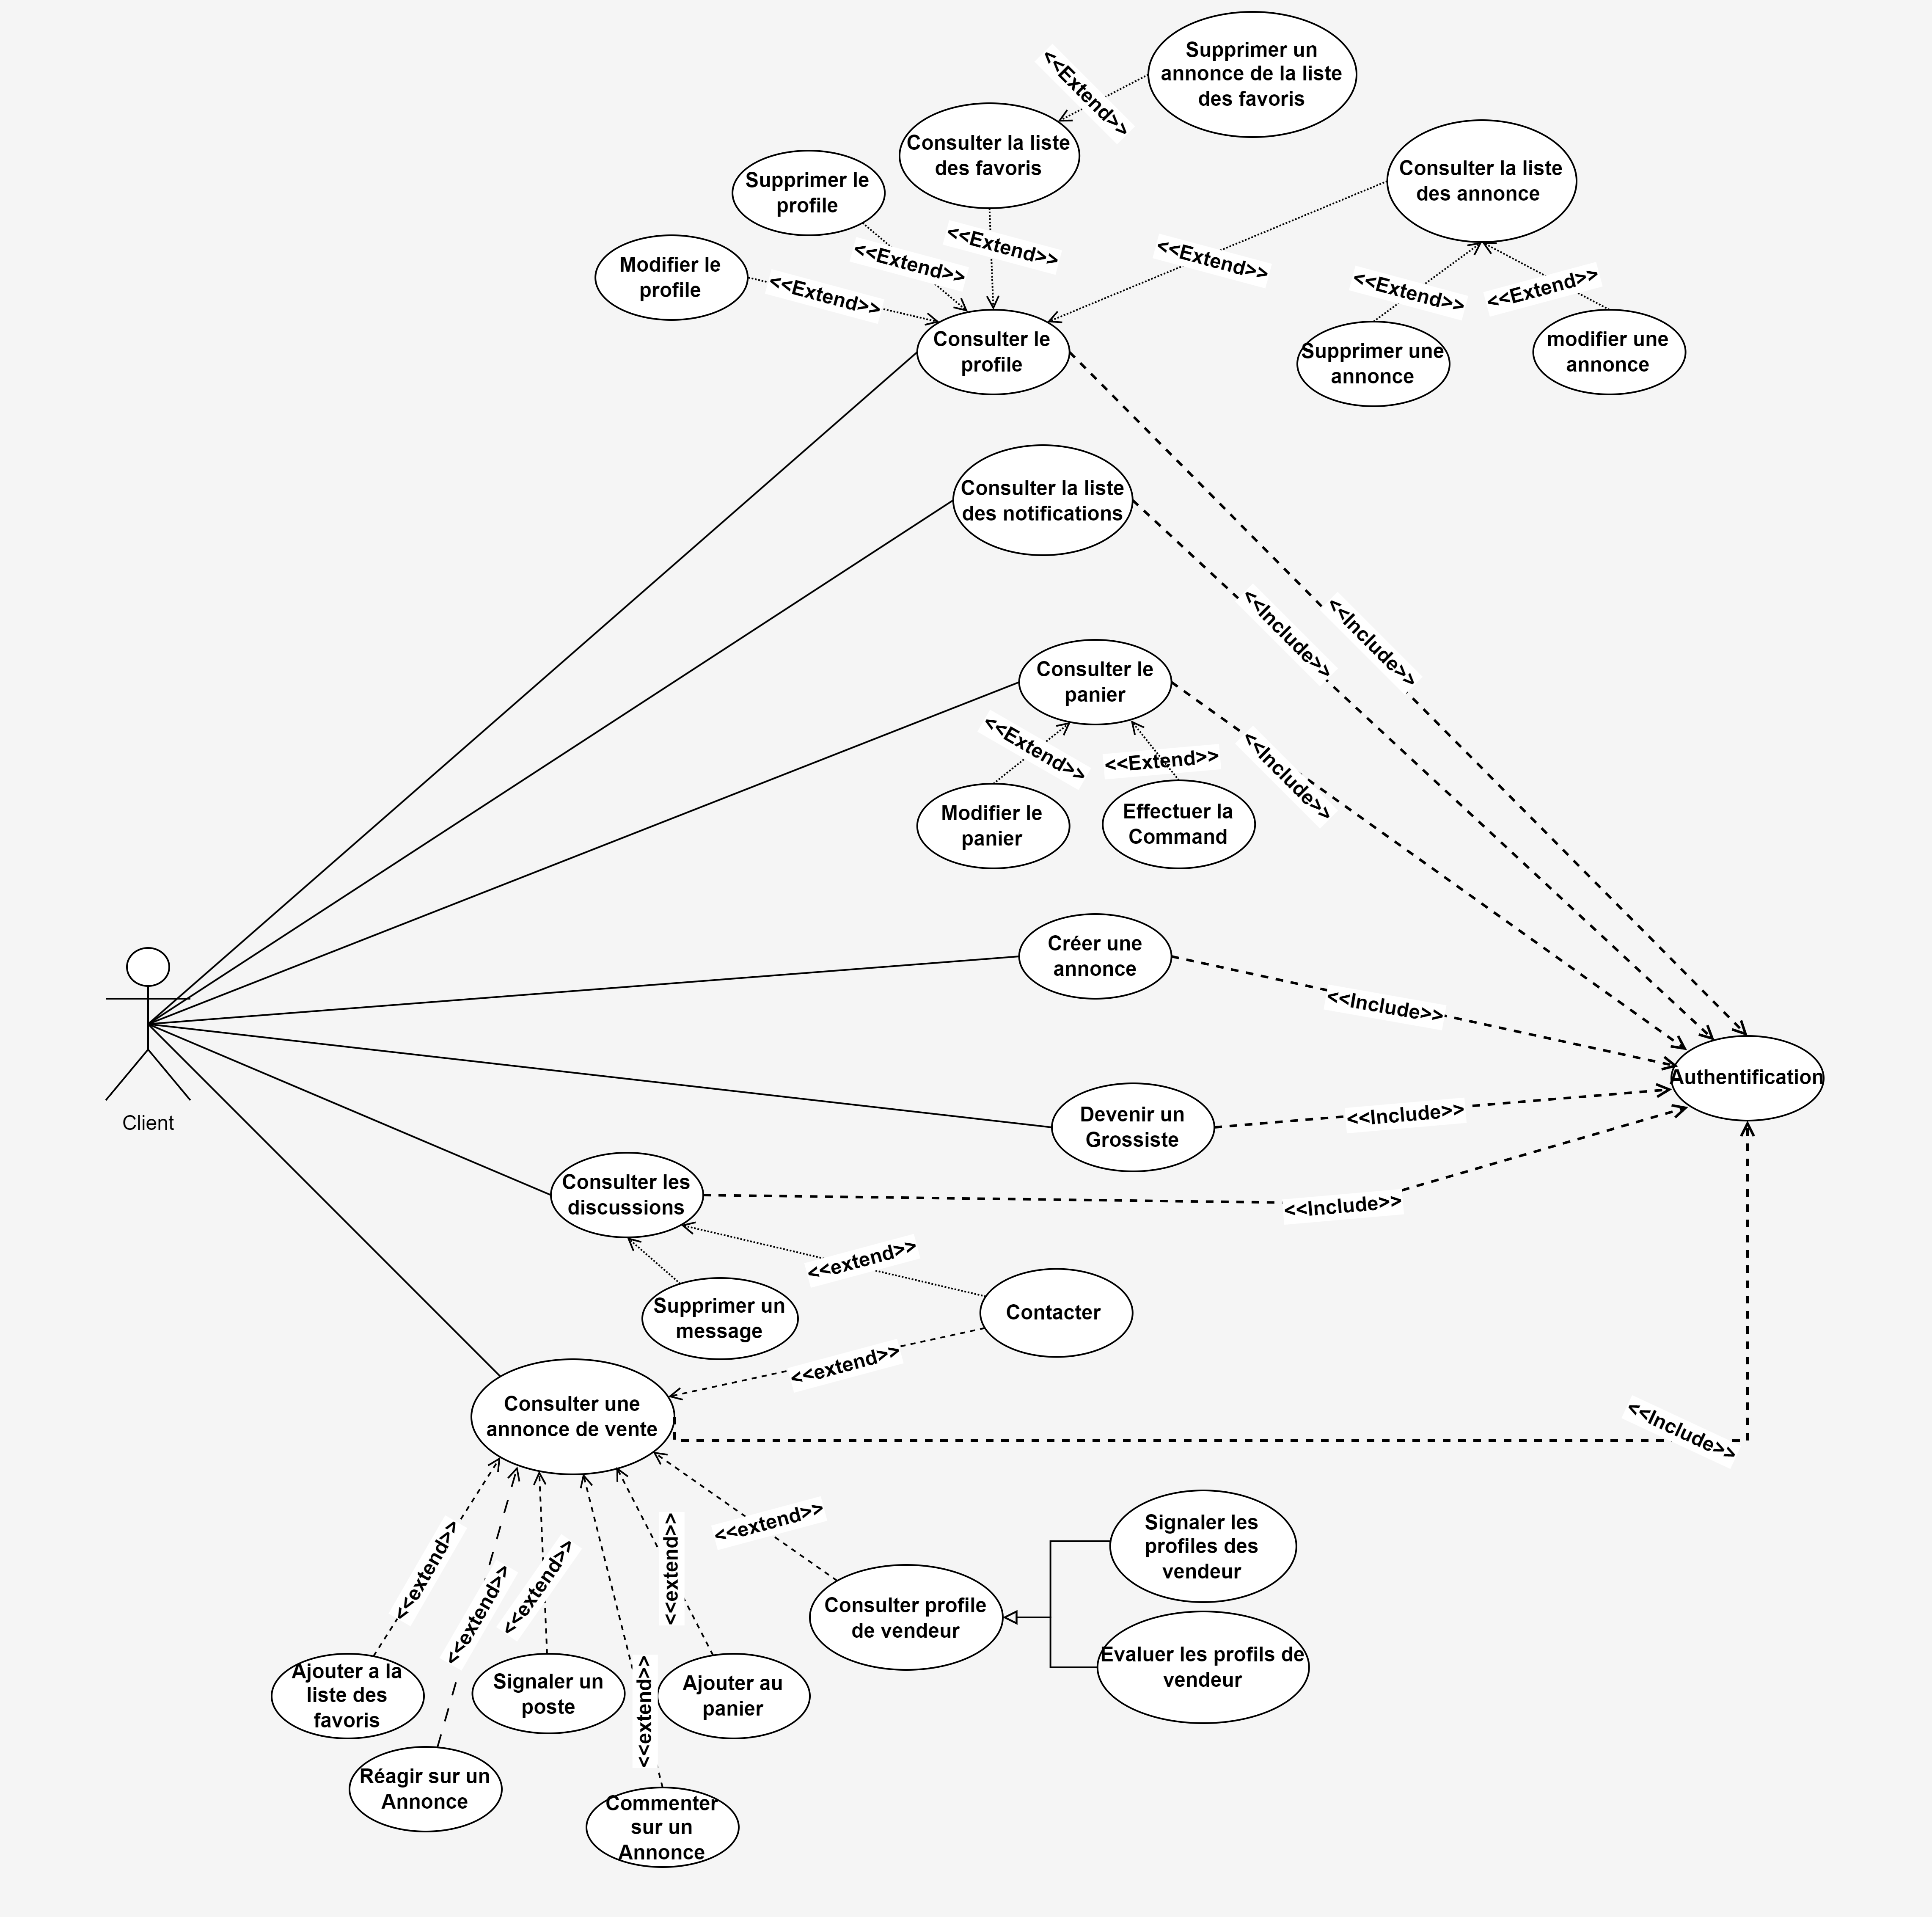 Supprimer un
annonce de la liste
des favoris
<<Extend>>
Consulter la liste
des favoris
Consulter la liste
des annonce
Supprimer le
profile
<<Extend>>
<<Extend>>
<<Extend>>
Modifier le
profile
<<Extend>>
<<Extend>>
<<Extend>>
Consulter le
profile
Supprimer une
annonce
modifier une
annonce
Consulter la liste
des notifications
<<Include>>
<<Include>>
Consulter le
panier
<<Extend>>
<<Extend>>
<<Include>>
Modifier le
panier
Effectuer la
Command
Créer une
annonce
<<Include>>
Client
Authentification
Devenir un
Grossiste
<<Include>>
Consulter les
discussions
<<Include>>
<<extend>>
Supprimer un
message
Contacter
<<extend>>
Consulter une
annonce de vente
<<Include>>
<<extend>>
<<extend>>
<<extend>>
<<extend>>
<<extend>>
<<extend>>
Signaler les
profiles des
vendeur
Consulter profile
de vendeur
Evaluer les profils de
vendeur
Ajouter a la
liste des
favoris
Signaler un
poste
Ajouter au
panier
Réagir sur un
Annonce
Commenter
sur un
Annonce